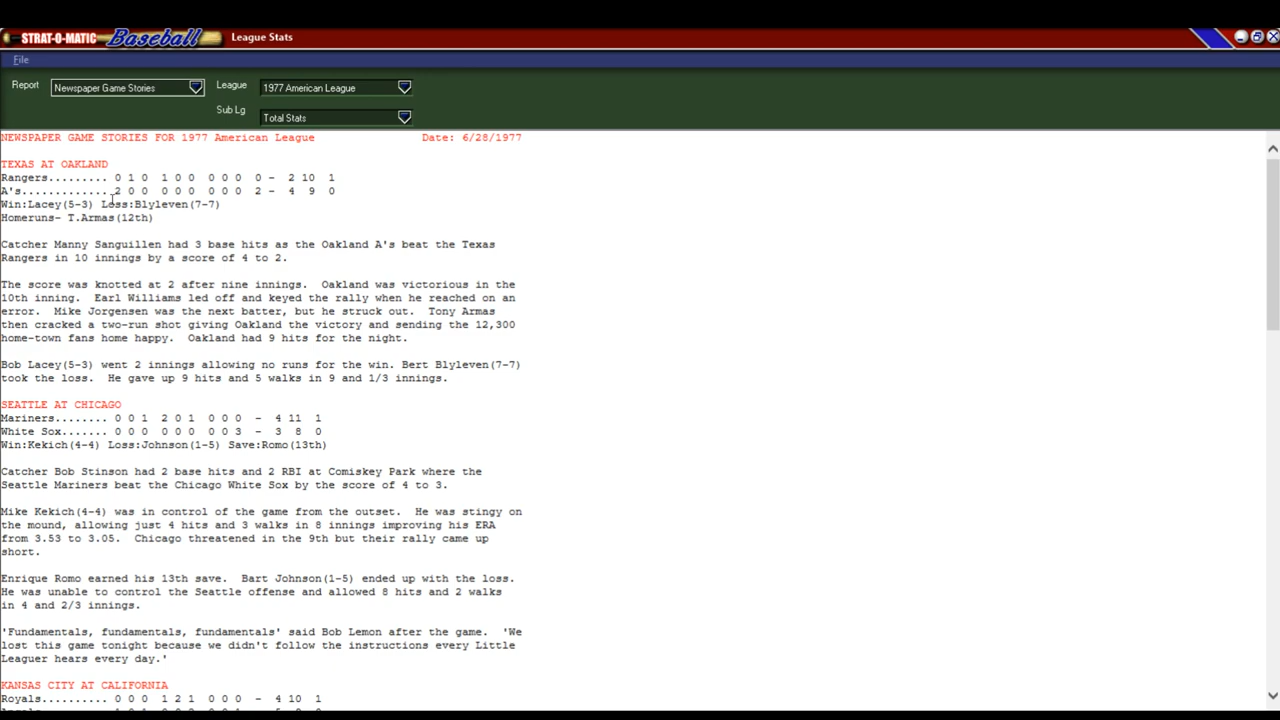 STRAT-O-MATIC Baseball League Stats
File
Report Newspaper Game Stories League 1977 American League
Sub Lg Total Stats
NEWSPAPER GAME STORIES FOR 1977 American League Date: 6/28/1977
TEXAS AT OAKLAND
Rangers......... 0 1 0 1 0 0 0 0 0 0 - 2 10 1
A's............. 2 0 0 0 0 0 0 0 0 2 - 4 9 0
Win:Lacey(5-3) Loss:Blyleven(7-7)
Homeruns- T.Armas(12th)
Catcher Manny Sanguillen had 3 base hits as the Oakland A's beat the Texas
Rangers in 10 innings by a score of 4 to 2.
The score was knotted at 2 after nine innings. Oakland was victorious in the
10th inning. Earl Williams led off and keyed the rally when he reached on an
error. Mike Jorgensen was the next batter, but he struck out. Tony Armas
then cracked a two-run shot giving Oakland the victory and sending the 12,300
home-town fans home happy. Oakland had 9 hits for the night.
Bob Lacey(5-3) went 2 innings allowing no runs for the win. Bert Blyleven(7-7)
took the loss. He gave up 9 hits and 5 walks in 9 and 1/3 innings.
SEATTLE AT CHICAGO
Mariners........ 0 0 1 2 0 1 0 0 0 - 4 11 1
White Sox....... 0 0 0 0 0 0 0 0 3 - 3 8 0
Win:Kekich(4-4) Loss:Johnson(1-5) Save:Romo(13th)
Catcher Bob Stinson had 2 base hits and 2 RBI at Comiskey Park where the
Seattle Mariners beat the Chicago White Sox by the score of 4 to 3.
Mike Kekich(4-4) was in control of the game from the outset. He was stingy on
the mound, allowing just 4 hits and 3 walks in 8 innings improving his ERA
from 3.53 to 3.05. Chicago threatened in the 9th but their rally came up
short.
Enrique Romo earned his 13th save. Bart Johnson(1-5) ended up with the loss.
He was unable to control the Seattle offense and allowed 8 hits and 2 walks
in 4 and 2/3 innings.
'Fundamentals, fundamentals, fundamentals' said Bob Lemon after the game. 'We
lost this game tonight because we didn't follow the instructions every Little
Leaguer hears every day.'
KANSAS CITY AT CALIFORNIA
Royals.......... 0 0 0 1 2 1 0 0 0 - 4 10 1